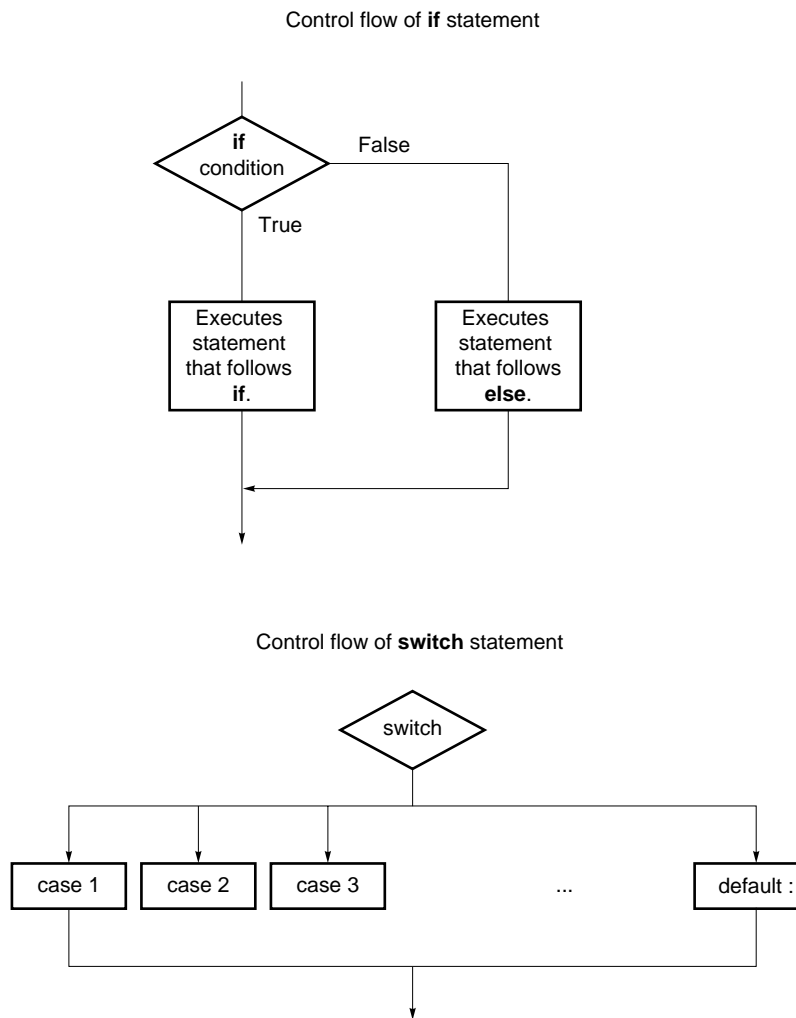 Control flow of if statement
if
condition
False
True
Executes
statement
that follows
if.
Executes
statement
that follows
else.
Control flow of switch statement
switch
case 1
case 2
case 3
...
default :